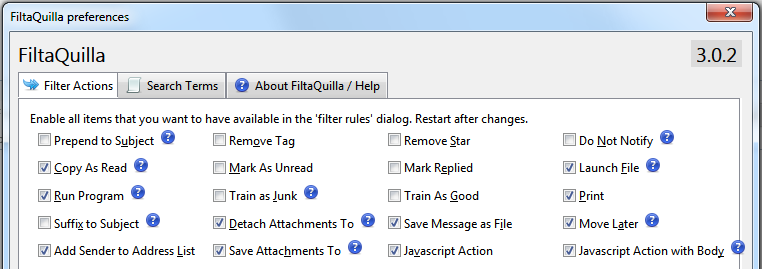 FiltaQuilla preferences
FiltaQuilla 3.0.2
Filter Actions Search Terms ? About FiltaQuilla / Help
Enable all items that you want to have available in the 'filter rules' dialog. Restart after changes.
Prepend to Subject ? Remove Tag Remove Star Do Not Notify ?
Copy As Read ? Mark As Unread Mark Replied Launch File ?
Run Program ? Train as Junk ? Train As Good Print
Suffix to Subject ? Detach Attachments To ? Save Message as File Move Later ?
Add Sender to Address List Save Attachments To ? Javascript Action Javascript Action with Body ?